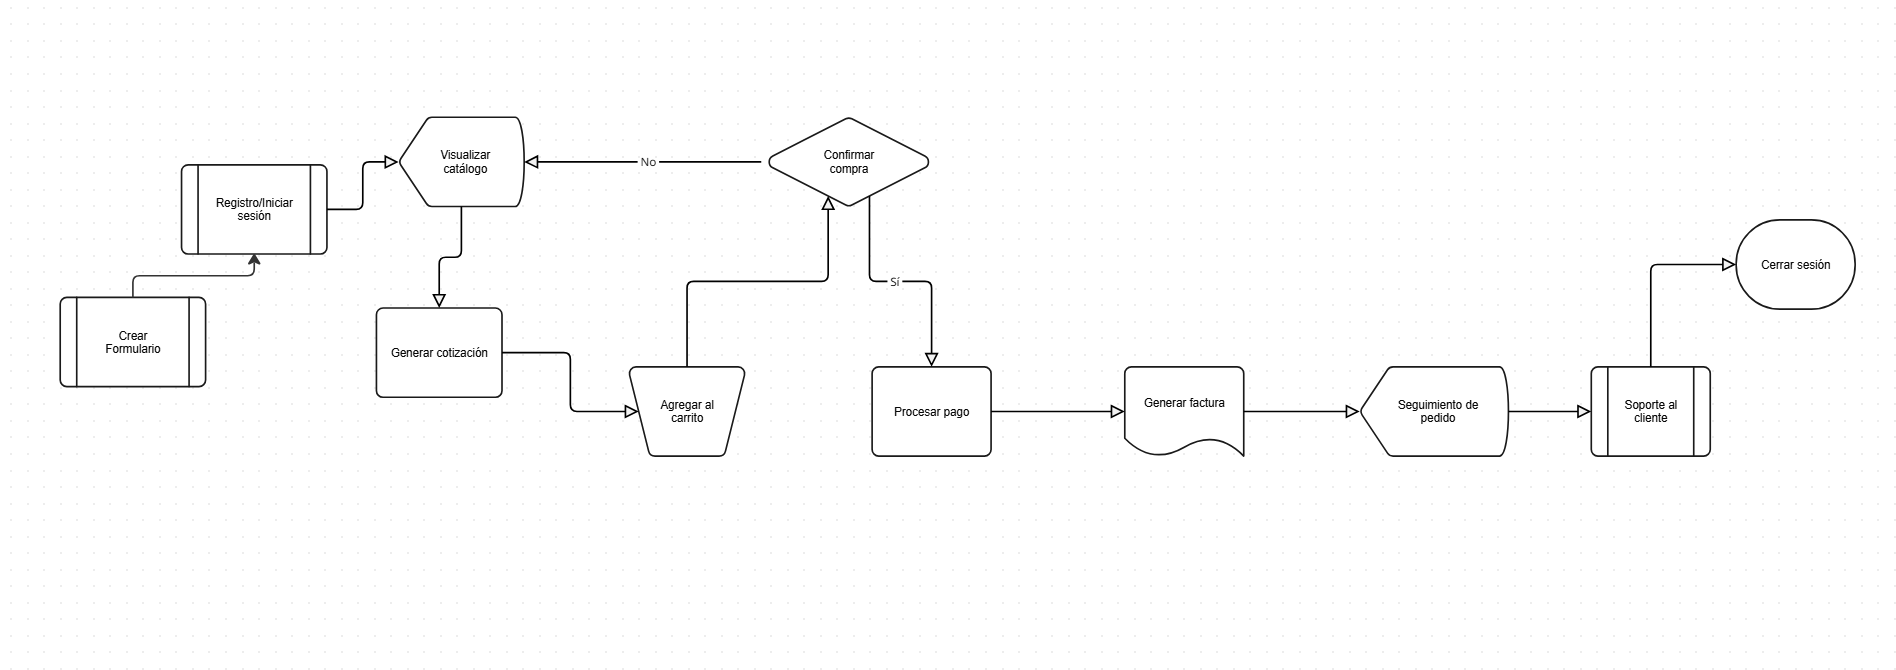 Crear
Formulario
Registro/Iniciar
sesión
Visualizar
catálogo
Generar cotización
Agregar al
carrito
Confirmar
compra
No
Sí
Procesar pago
Generar factura
Seguimiento de
pedido
Soporte al
cliente
Cerrar sesión